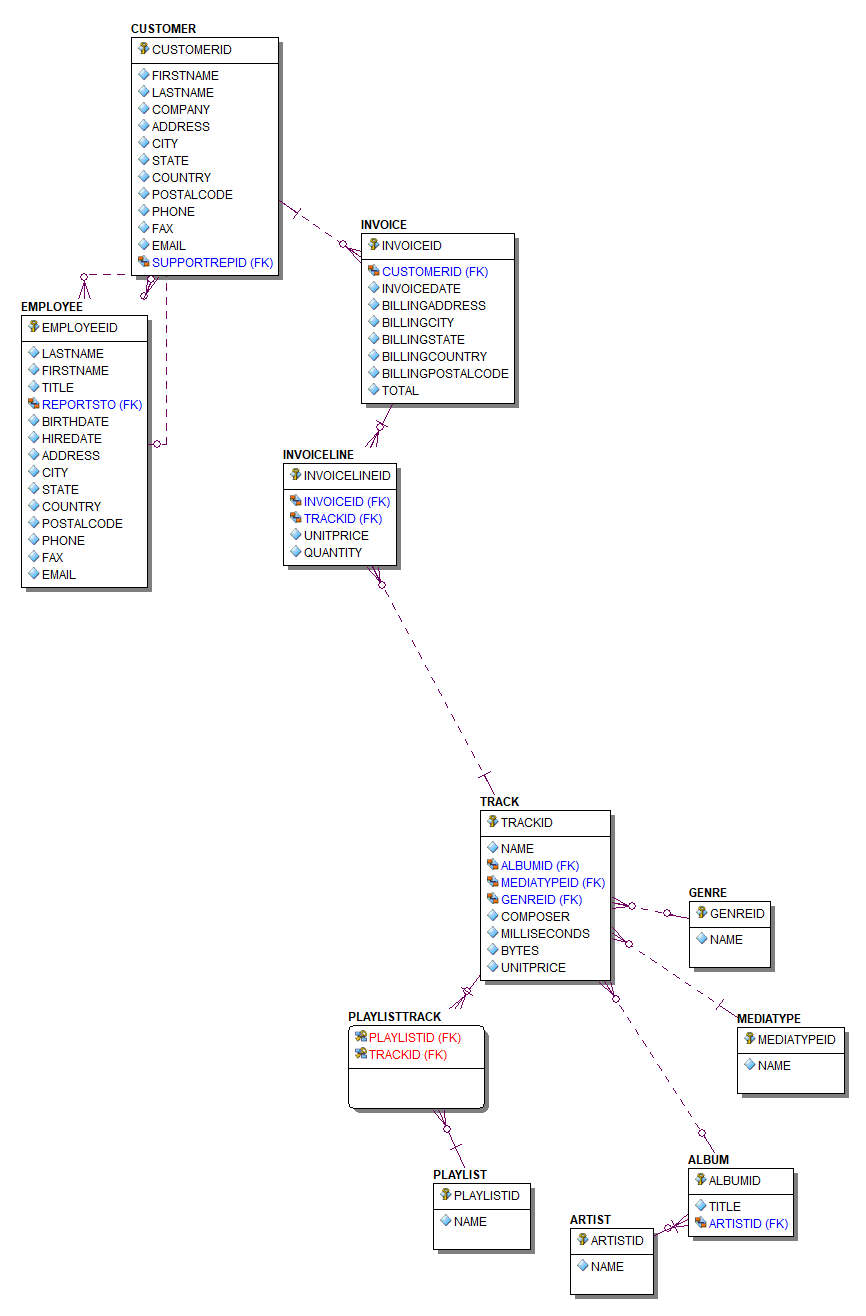 CUSTOMER
CUSTOMERID
FIRSTNAME
LASTNAME
COMPANY
ADDRESS
CITY
STATE
COUNTRY
POSTALCODE
PHONE
FAX
EMAIL
SUPPORTREPID (FK)
INVOICE
INVOICEID
CUSTOMERID (FK)
INVOICEDATE
BILLINGADDRESS
BILLINGCITY
BILLINGSTATE
BILLINGCOUNTRY
BILLINGPOSTALCODE
TOTAL
EMPLOYEE
EMPLOYEEID
LASTNAME
FIRSTNAME
TITLE
REPORTSTO (FK)
BIRTHDATE
HIREDATE
ADDRESS
CITY
STATE
COUNTRY
POSTALCODE
PHONE
FAX
EMAIL
INVOICELINE
INVOICELINEID
INVOICEID (FK)
TRACKID (FK)
UNITPRICE
QUANTITY
TRACK
TRACKID
NAME
ALBUMID (FK)
MEDIATYPEID (FK)
GENREID (FK)
COMPOSER
MILLISECONDS
BYTES
UNITPRICE
GENRE
GENREID
NAME
MEDIATYPE
MEDIATYPEID
NAME
PLAYLISTTRACK
PLAYLISTID (FK)
TRACKID (FK)
PLAYLIST
PLAYLISTID
NAME
ALBUM
ALBUMID
TITLE
ARTISTID (FK)
ARTIST
ARTISTID
NAME